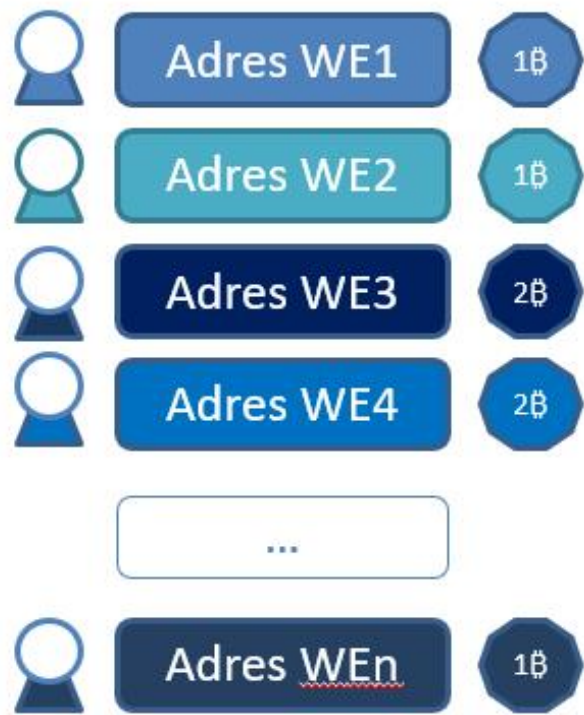 Adres WE1 1₿
Adres WE2 1₿
Adres WE3 2₿
Adres WE4 2₿
...
Adres WEn 1₿